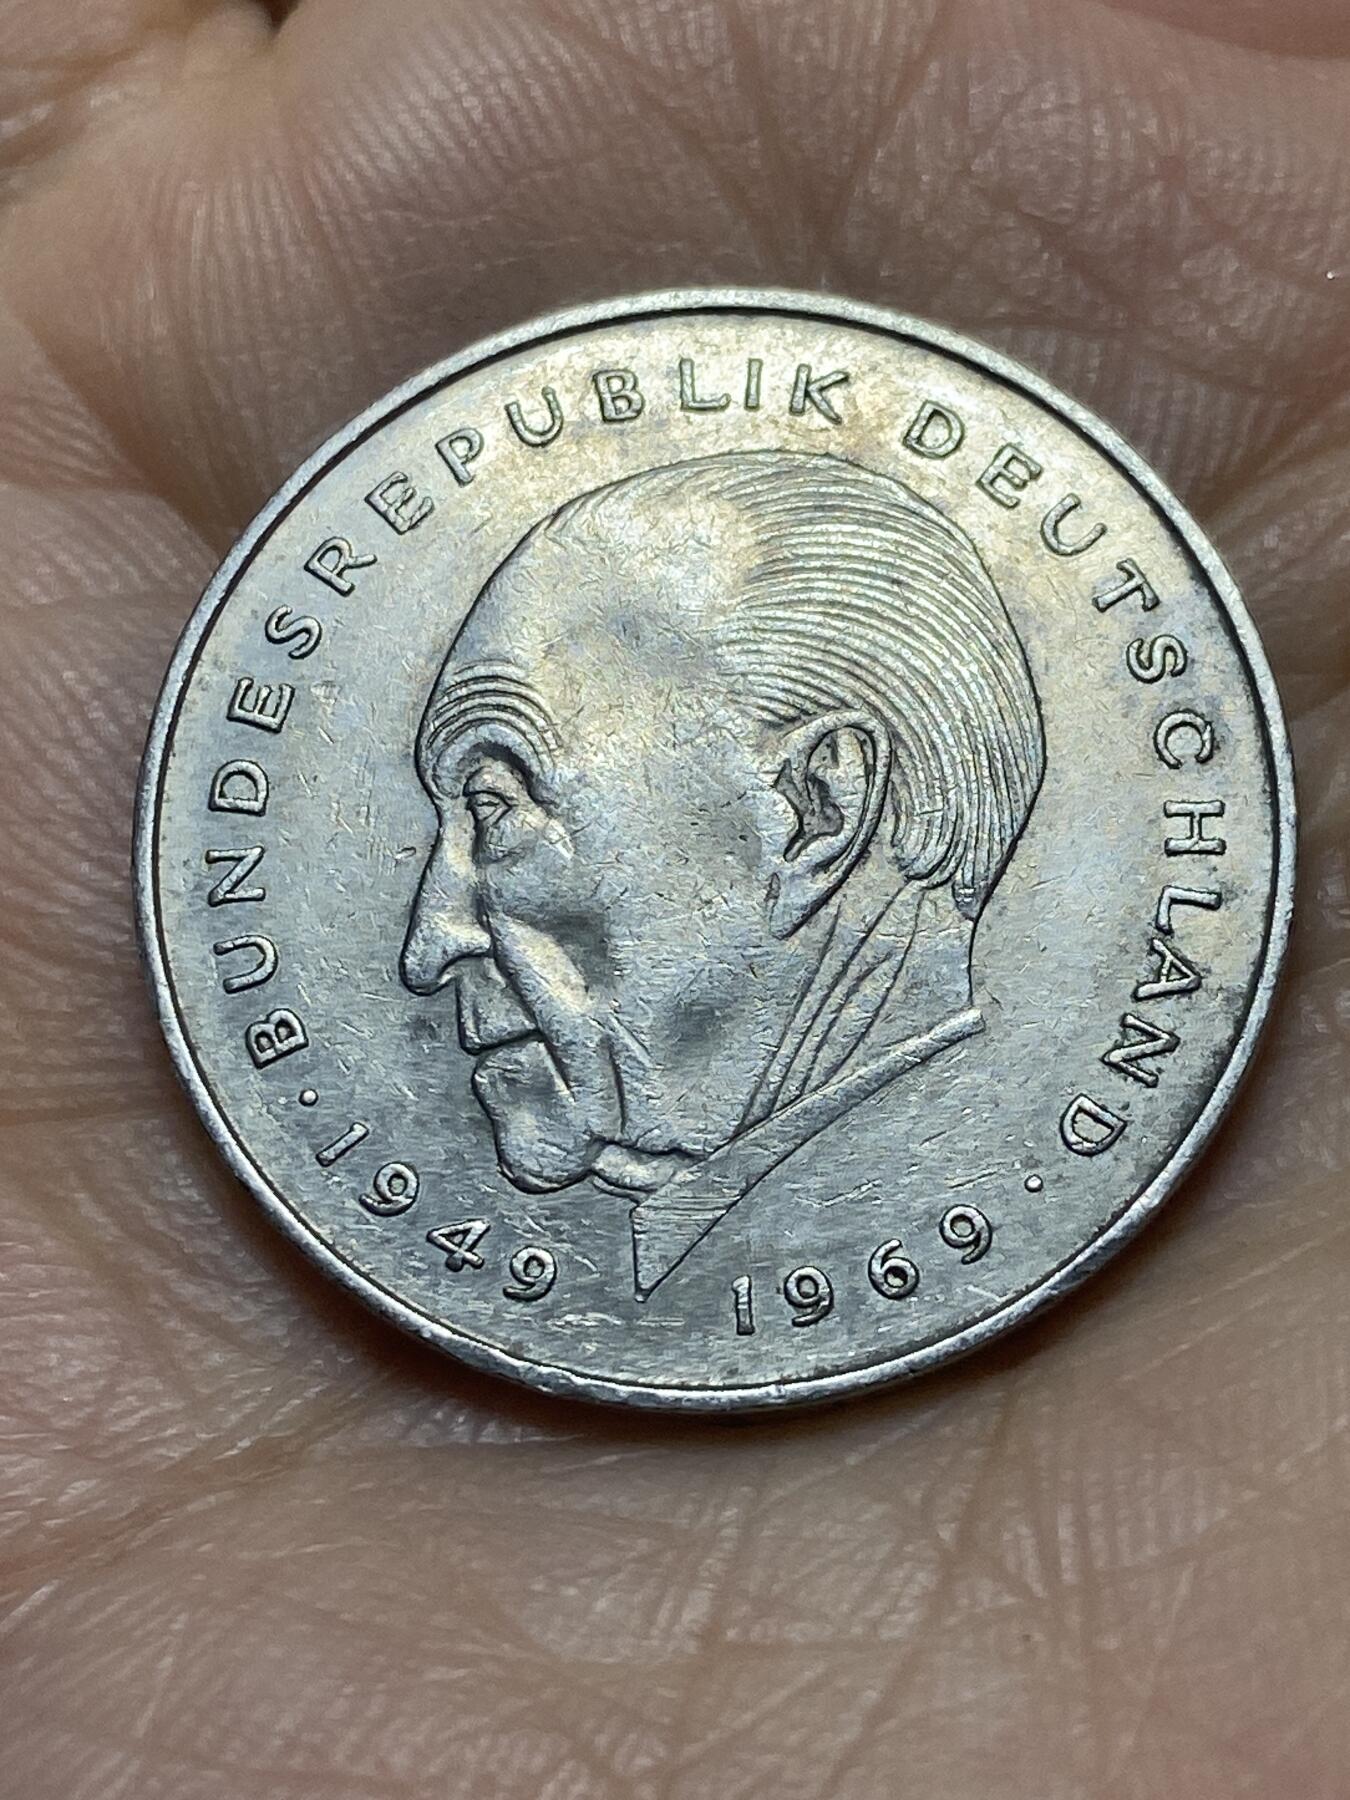 · BUNDESREPUBLIK DEUTSCHLAND ·
1949 1969